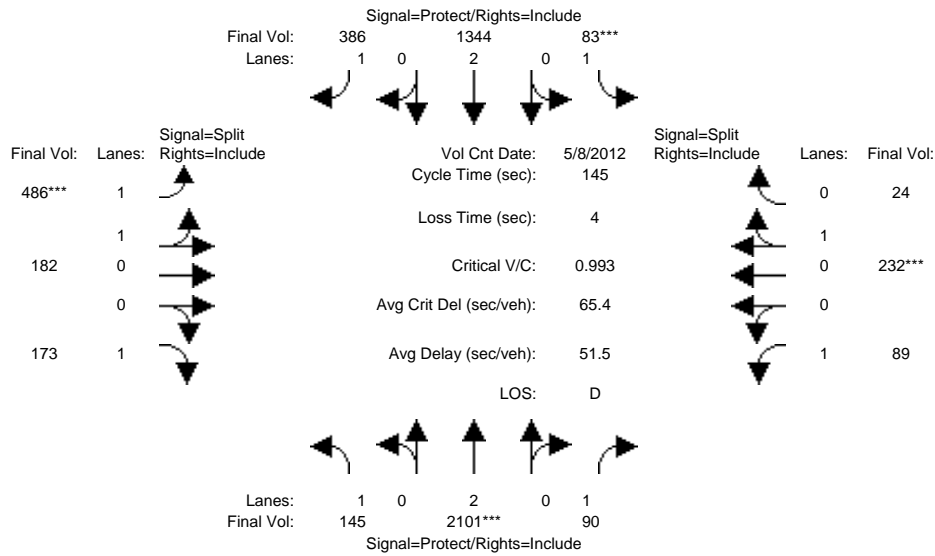 Signal=Protect/Rights=Include
Final Vol: 386 1344 83***
Lanes: 1 0 2 0 1
Signal=Split Signal=Split
Final Vol: Lanes: Rights=Include Vol Cnt Date: 5/8/2012 Rights=Include Lanes: Final Vol:
Cycle Time (sec): 145
486*** 1 0 24
Loss Time (sec): 4
1 1
182 0 Critical V/C: 0.993 0 232***
0 Avg Crit Del (sec/veh): 65.4 0
173 1 Avg Delay (sec/veh): 51.5 1 89
LOS: D
Lanes: 1 0 2 0 1
Final Vol: 145 2101*** 90
Signal=Protect/Rights=Include